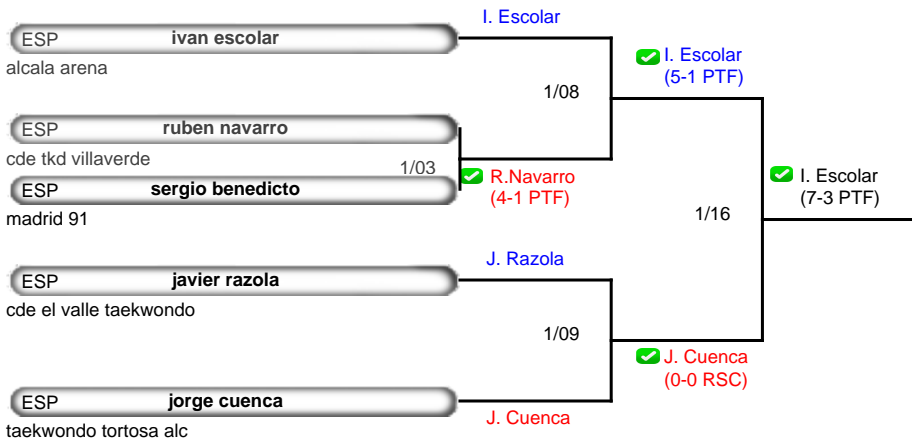 I. Escolar
ESP ivan escolar
alcala arena
I. Escolar
(5-1 PTF)
1/08
ESP ruben navarro
cde tkd villaverde
1/03
R.Navarro
(4-1 PTF)
I. Escolar
(7-3 PTF)
ESP sergio benedicto
madrid 91
1/16
J. Razola
ESP javier razola
cde el valle taekwondo
1/09
J. Cuenca
(0-0 RSC)
ESP jorge cuenca
J. Cuenca
taekwondo tortosa alc